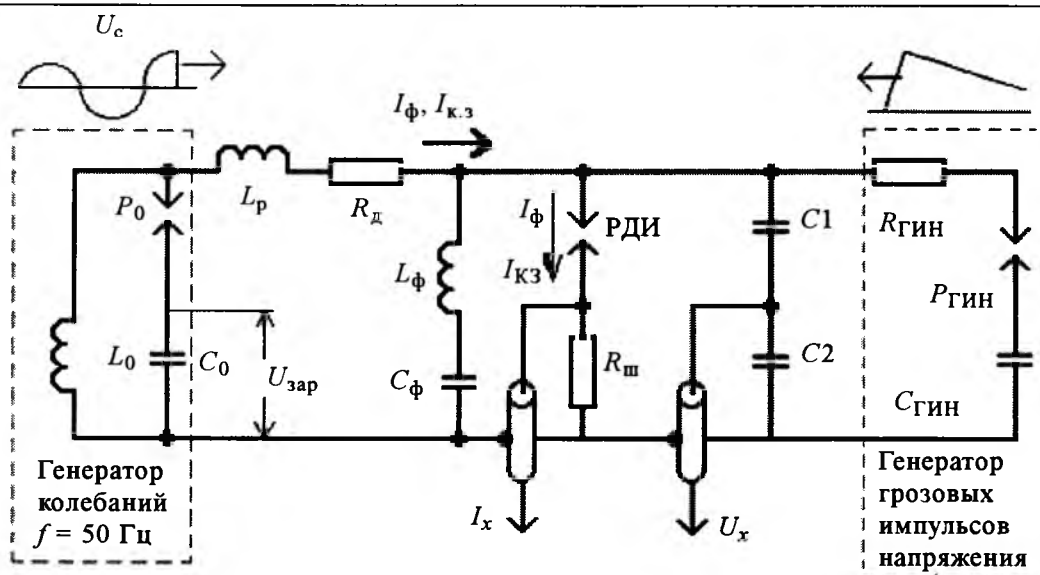 U_c
I_ф, I_к.з
P_0
L_р
R_д
I_ф
РДИ
C1
R_ГИН
L_ф
I_КЗ
P_ГИН
L_0
C_0
U_зар
C_ф
R_ш
C2
C_ГИН
Генератор
колебаний
f = 50 Гц
I_x
U_x
Генератор
грозовых
импульсов
напряжения